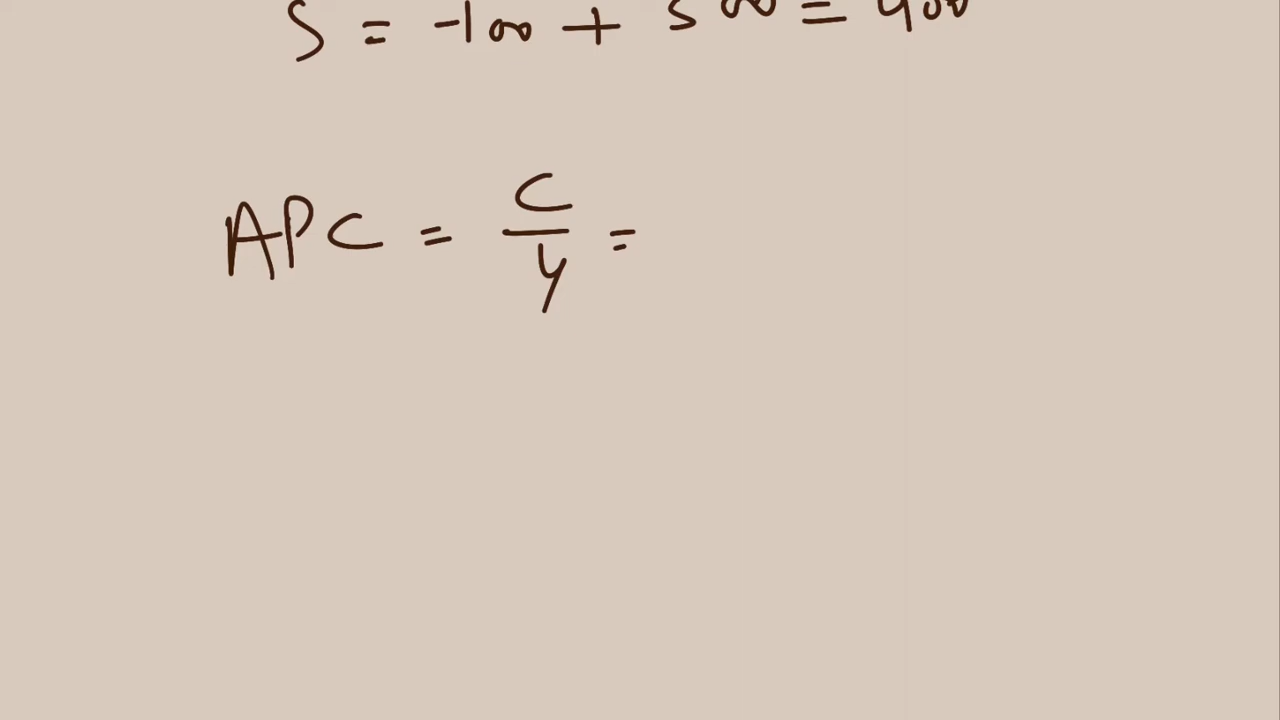 S = -100 + 500 = 400
APC = C/Y =